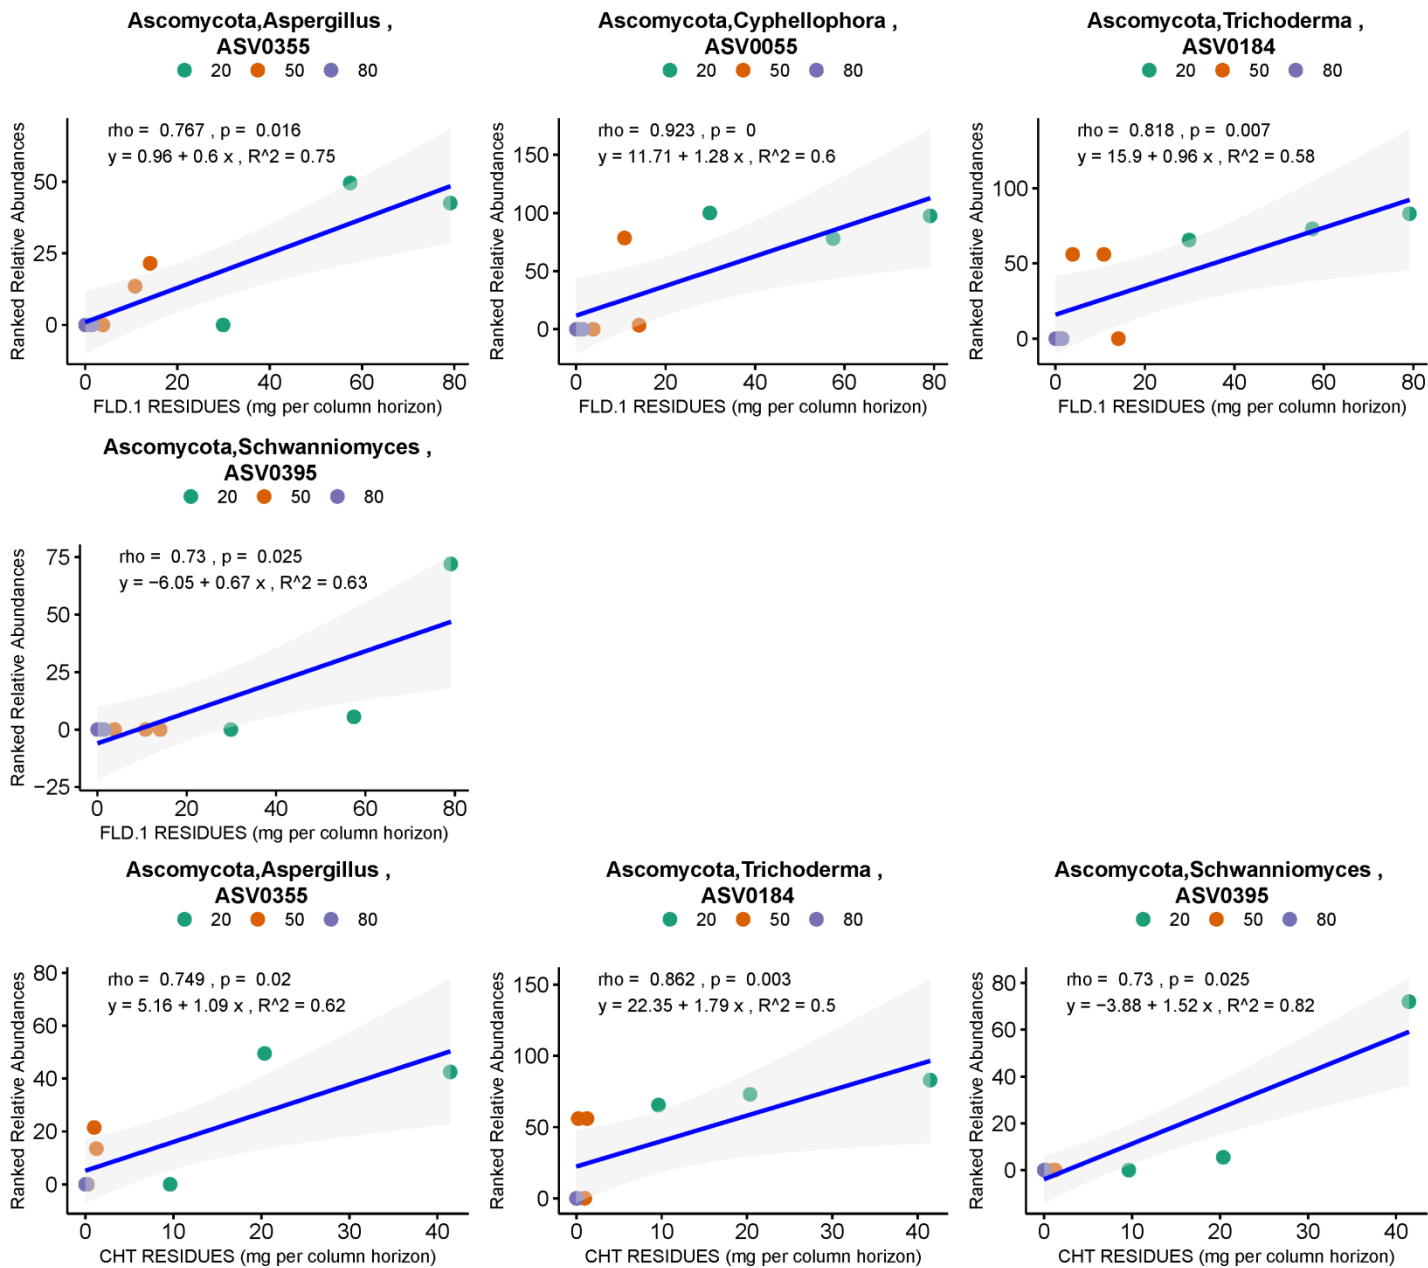 Ascomycota,Aspergillus ,
ASV0355
20 50 80
rho = 0.767 , p = 0.016
y = 0.96 + 0.6 x , R^2 = 0.75
Ranked Relative Abundances
50
25
0
0 20 40 60 80
FLD.1 RESIDUES (mg per column horizon)
Ascomycota,Cyphellophora ,
ASV0055
20 50 80
rho = 0.923 , p = 0
y = 11.71 + 1.28 x , R^2 = 0.6
Ranked Relative Abundances
150
100
50
0
0 20 40 60 80
FLD.1 RESIDUES (mg per column horizon)
Ascomycota,Trichoderma ,
ASV0184
20 50 80
rho = 0.818 , p = 0.007
y = 15.9 + 0.96 x , R^2 = 0.58
Ranked Relative Abundances
100
50
0
0 20 40 60 80
FLD.1 RESIDUES (mg per column horizon)
Ascomycota,Schwanniomyces ,
ASV0395
20 50 80
rho = 0.73 , p = 0.025
y = −6.05 + 0.67 x , R^2 = 0.63
Ranked Relative Abundances
75
50
25
0
−25
0 20 40 60 80
FLD.1 RESIDUES (mg per column horizon)
Ascomycota,Aspergillus ,
ASV0355
20 50 80
rho = 0.749 , p = 0.02
y = 5.16 + 1.09 x , R^2 = 0.62
Ranked Relative Abundances
80
60
40
20
0
0 10 20 30 40
CHT RESIDUES (mg per column horizon)
Ascomycota,Trichoderma ,
ASV0184
20 50 80
rho = 0.862 , p = 0.003
y = 22.35 + 1.79 x , R^2 = 0.5
Ranked Relative Abundances
150
100
50
0
0 10 20 30 40
CHT RESIDUES (mg per column horizon)
Ascomycota,Schwanniomyces ,
ASV0395
20 50 80
rho = 0.73 , p = 0.025
y = −3.88 + 1.52 x , R^2 = 0.82
Ranked Relative Abundances
80
60
40
20
0
0 10 20 30 40
CHT RESIDUES (mg per column horizon)